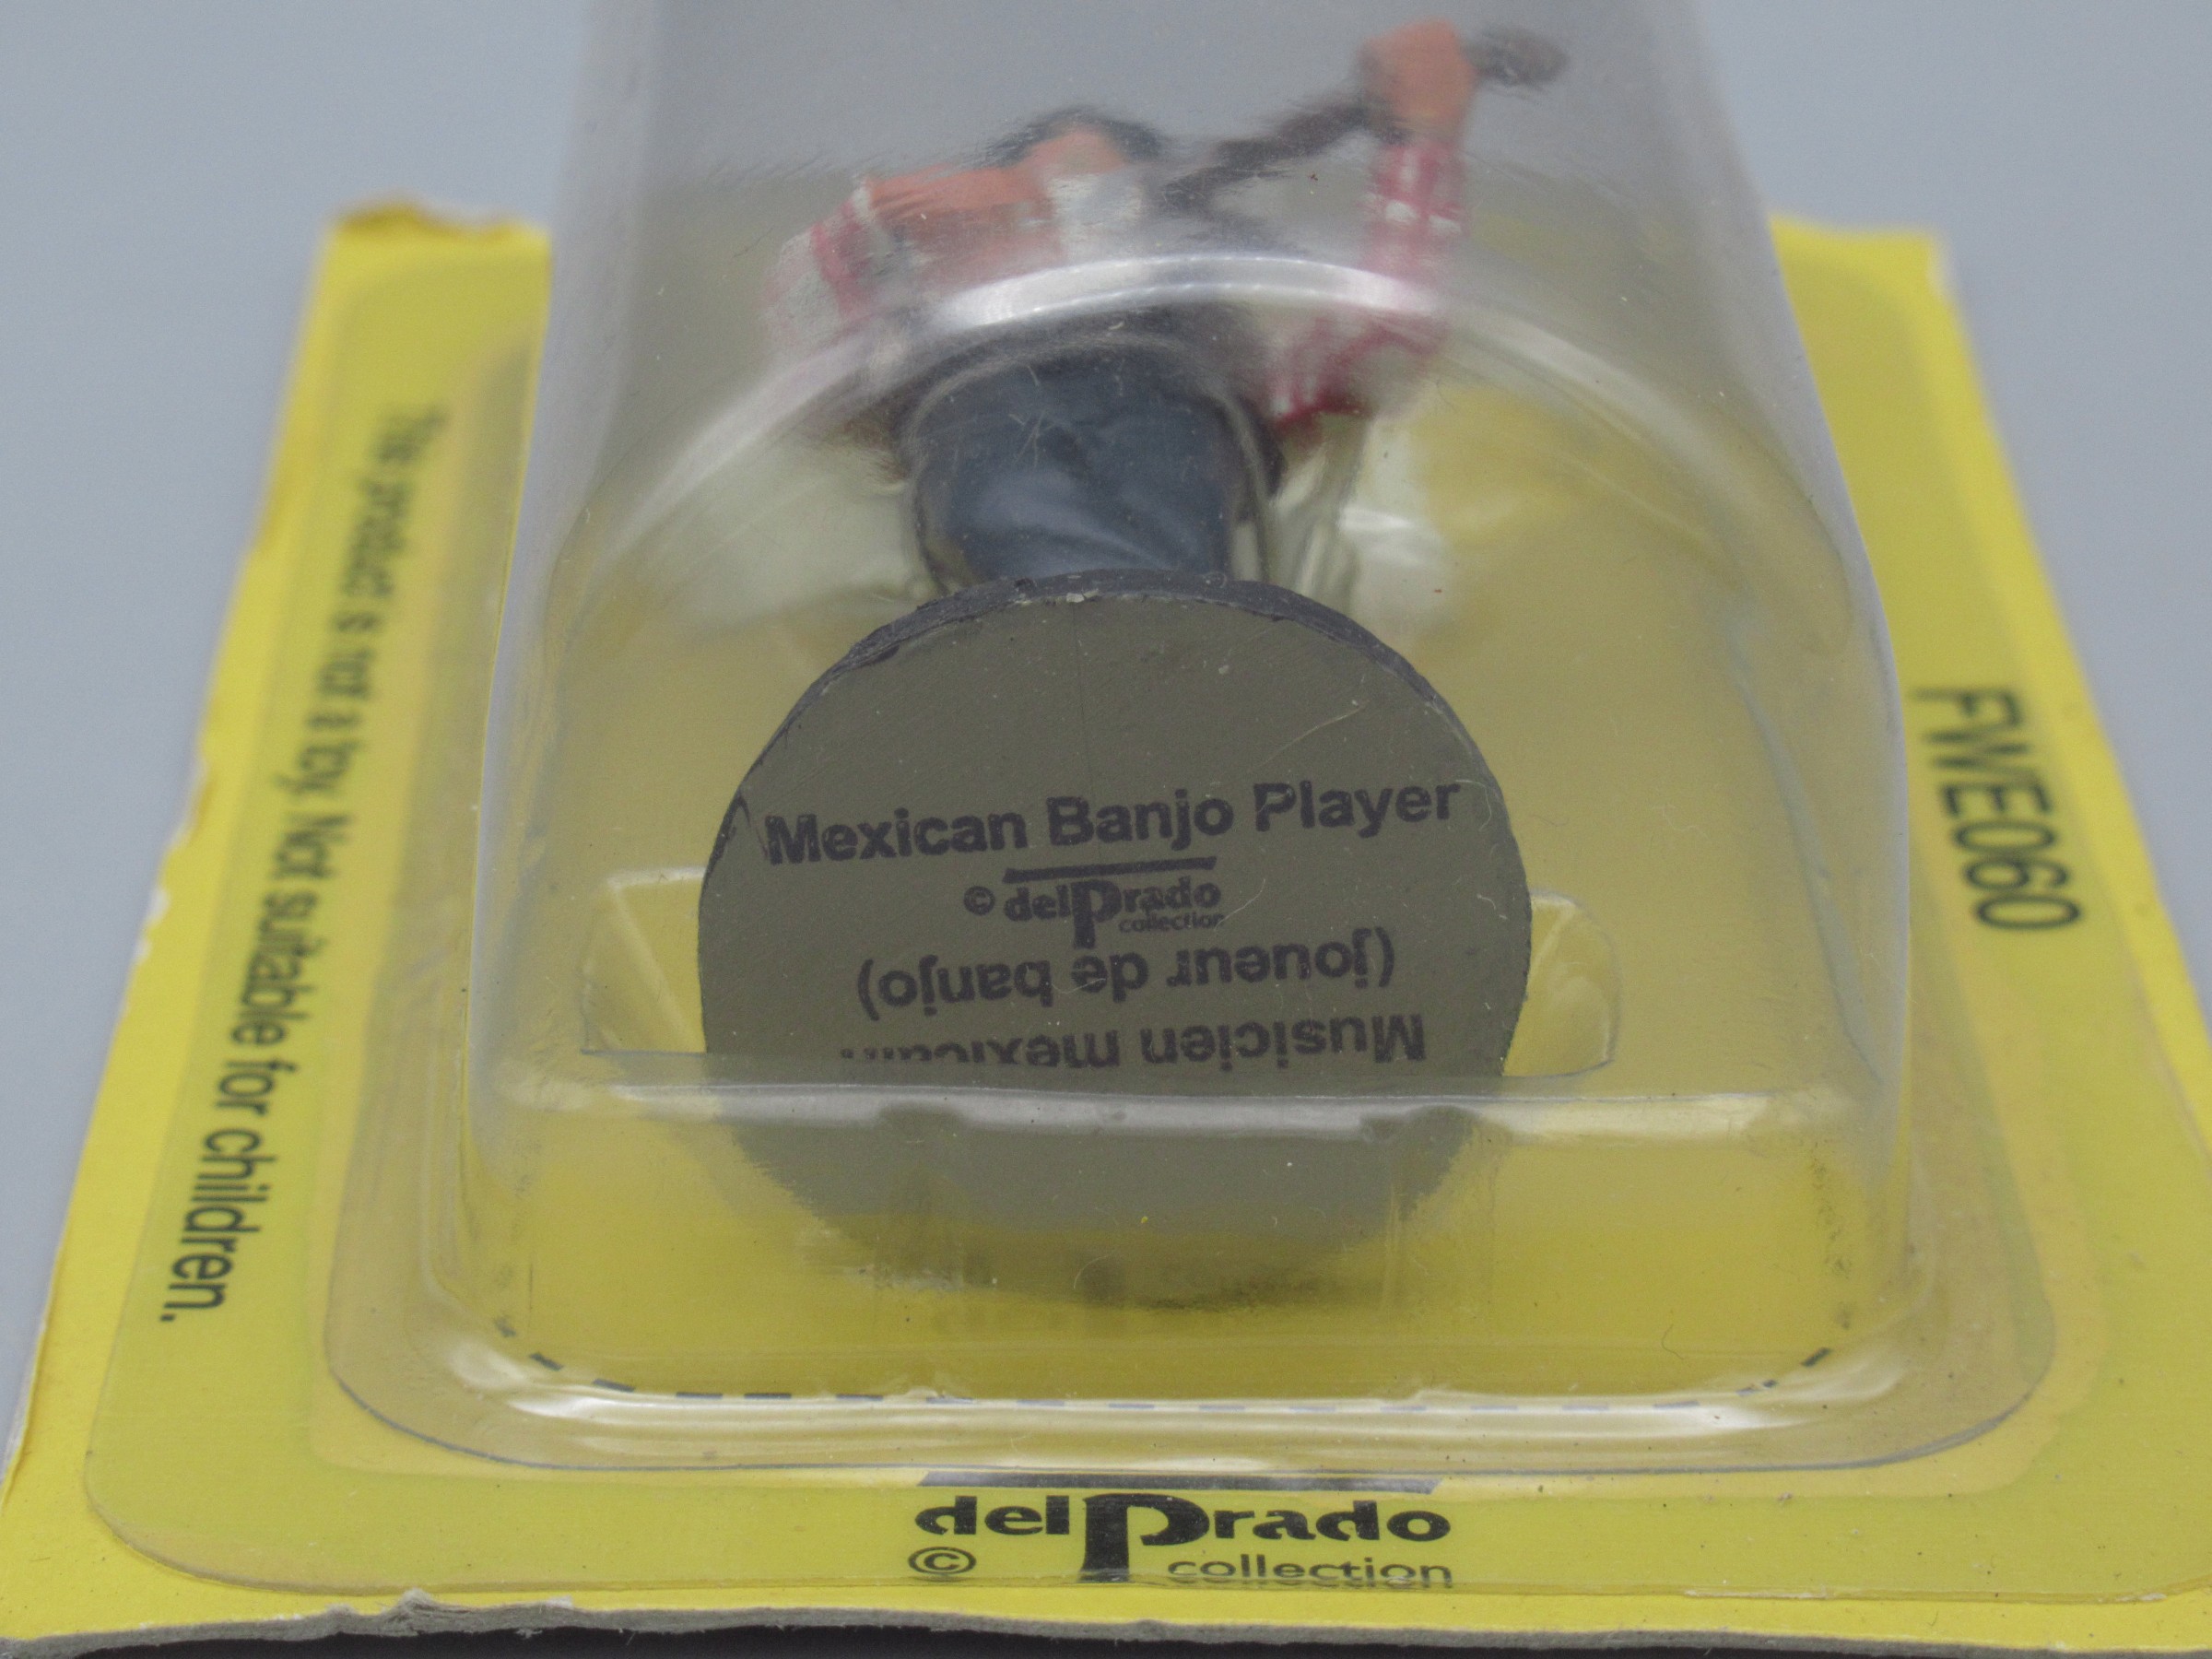 This product is not a toy. Not suitable for children.
FWE060
Mexican Banjo Player
© delPrado
collection
Musicien mexicain
(joueur de banjo)
delPrado
© collection